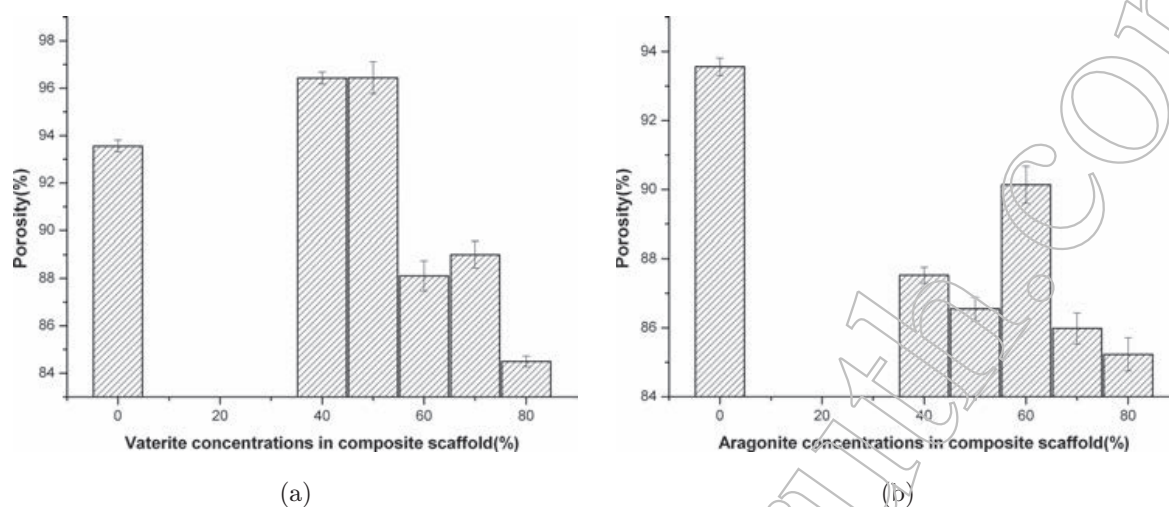 98
96
94
92
90
88
86
84
Porosity(%)
0 20 40 60 80
Vaterite concentrations in composite scaffold(%)
(a)
94
92
90
88
86
84
Porosity(%)
0 20 40 60 80
Aragonite concentrations in composite scaffold(%)
(b)